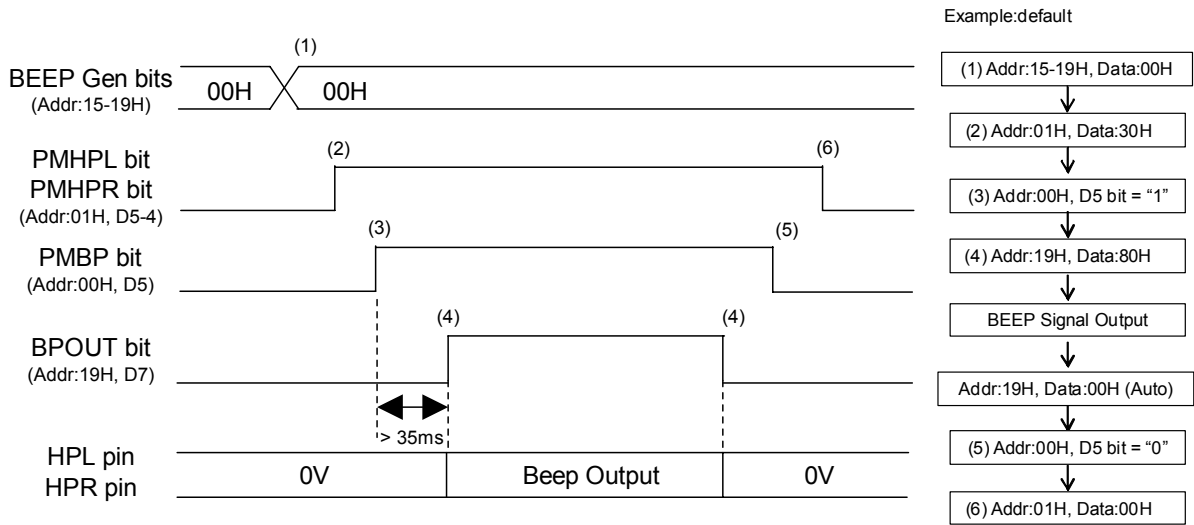 Example:default
(1)
BEEP Gen bits
(Addr:15-19H)
00H
00H
(2)
(6)
PMHPL bit
PMHPR bit
(Addr:01H, D5-4)
(3)
(5)
PMBP bit
(Addr:00H, D5)
(4)
(4)
BPOUT bit
(Addr:19H, D7)
> 35ms
HPL pin
HPR pin
0V
Beep Output
0V
(1) Addr:15-19H, Data:00H
(2) Addr:01H, Data:30H
(3) Addr:00H, D5 bit = “1”
(4) Addr:19H, Data:80H
BEEP Signal Output
Addr:19H, Data:00H (Auto)
(5) Addr:00H, D5 bit = “0”
(6) Addr:01H, Data:00H